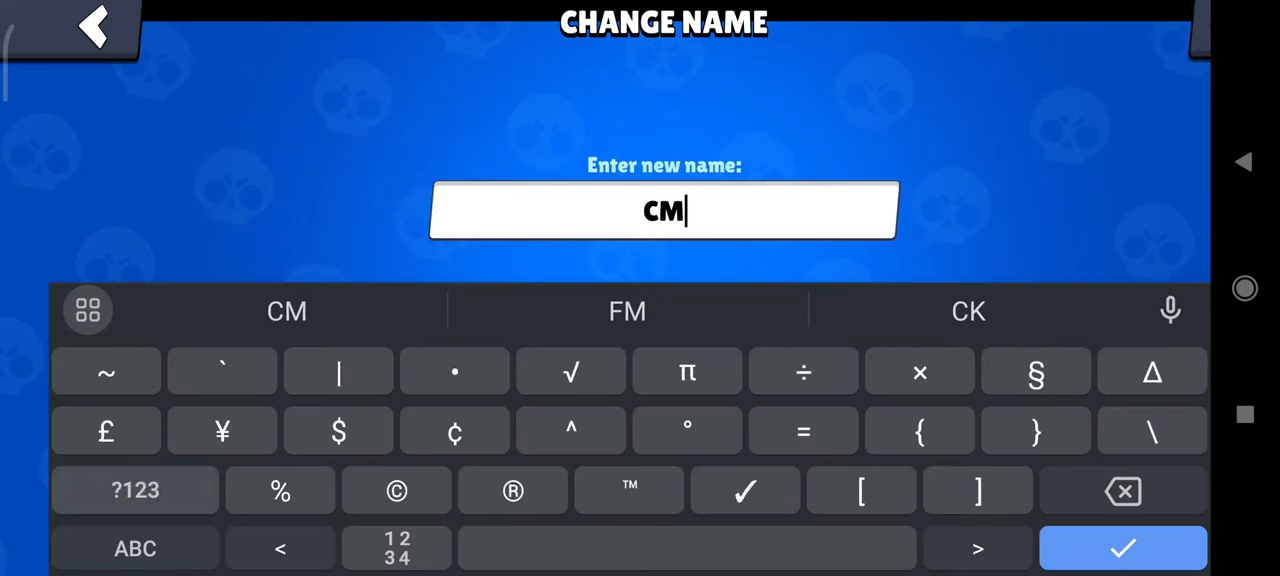 CHANGE NAME
Enter new name:
CM
CM FM CK
~ ` | • √ π ÷ × § Δ
£ ¥ $ ¢ ^ ° = { } \
?123 % © ® ™ ✓ [ ]
ABC < 1 2 3 4 >